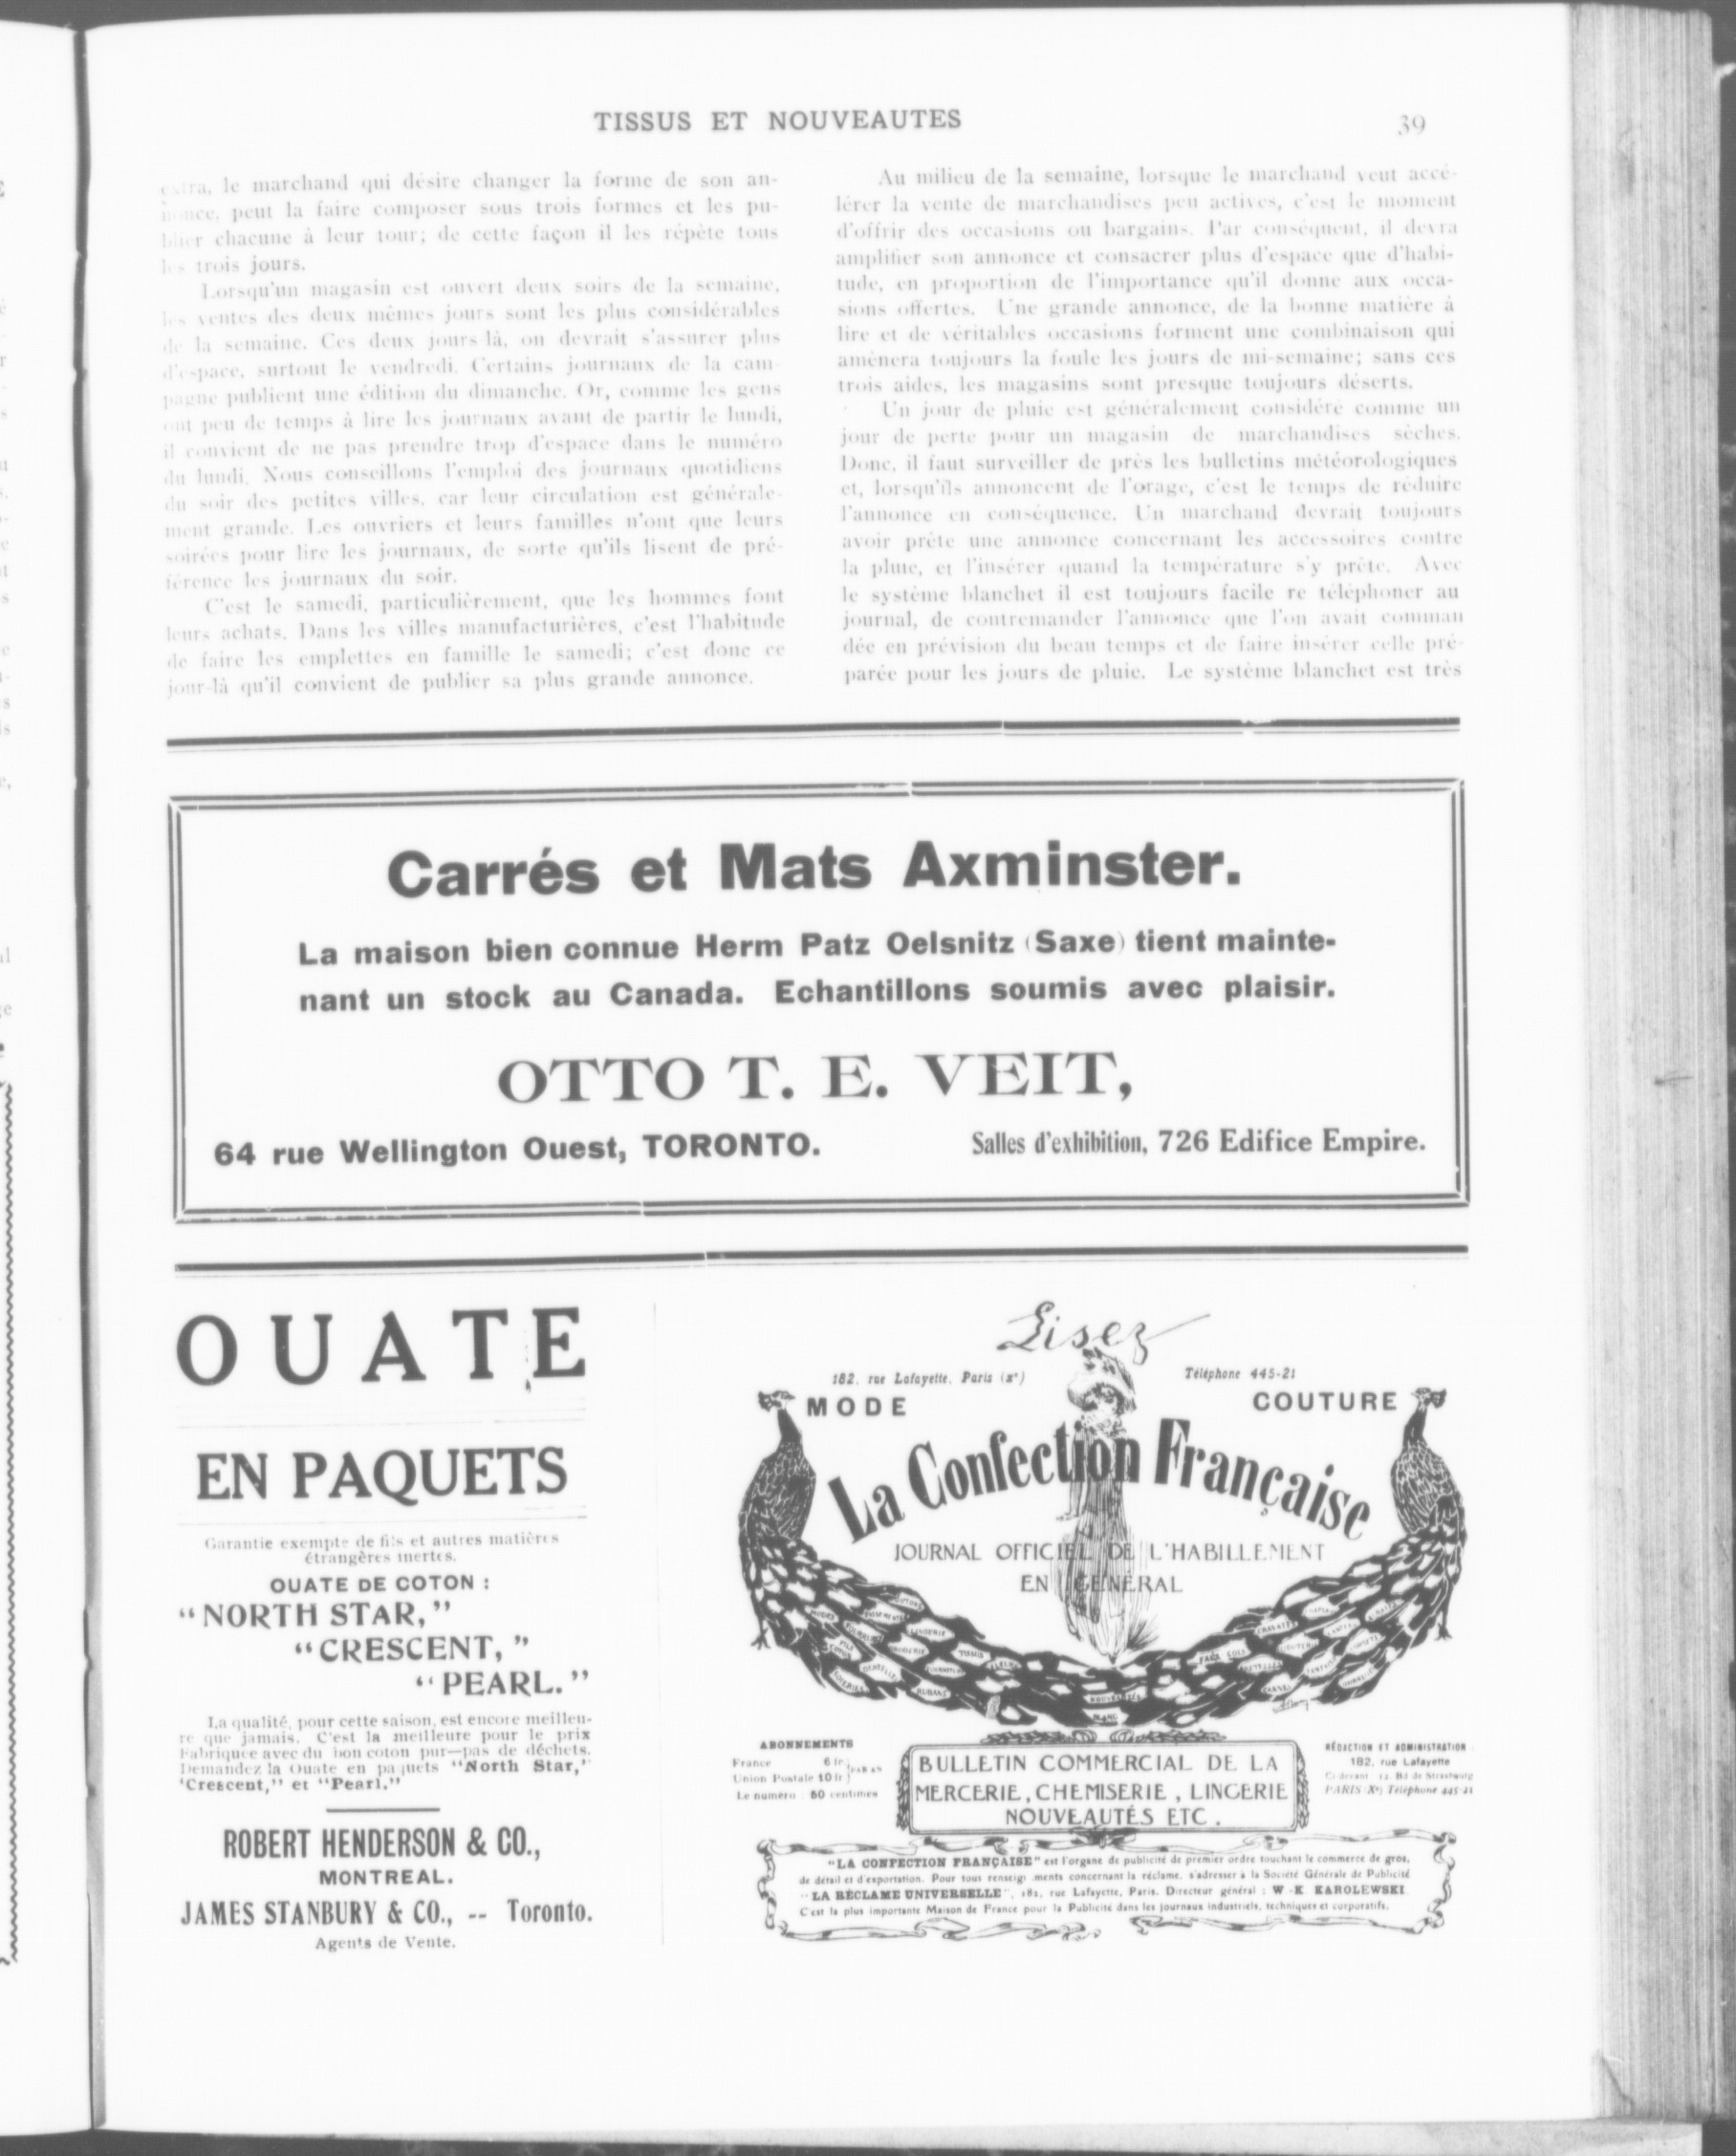 TISSUS ET NOUVEAUTES
39
extra, le marchand qui désire changer la forme de son an-
nonce, peut la faire composer sous trois formes et les pu-
blier chacune à leur tour; de cette façon il les répète tous
les trois jours.
Lorsqu'un magasin est ouvert deux soirs de la semaine,
les ventes des deux mêmes jours sont les plus considérables
de la semaine. Ces deux jours-là, on devrait s'assurer plus
d'espace, surtout le vendredi. Certains journaux de la cam-
pagne publient une édition du dimanche. Or, comme les gens
ont peu de temps à lire les journaux avant de partir le lundi,
il convient de ne pas prendre trop d'espace dans le numéro
du lundi. Nous conseillons l'emploi des journaux quotidiens
du soir des petites villes, car leur circulation est générale-
ment grande. Les ouvriers et leurs familles n'ont que leurs
soirées pour lire les journaux, de sorte qu'ils lisent de pré-
férence les journaux du soir.
C'est le samedi, particulièrement, que les hommes font
leurs achats. Dans les villes manufacturières, c'est l'habitude
de faire les emplettes en famille le samedi; c'est donc ce
jour-là qu'il convient de publier sa plus grande annonce.
Au milieu de la semaine, lorsque le marchand veut accé-
lérer la vente de marchandises peu actives, c'est le moment
d'offrir des occasions ou bargains. Par conséquent, il devra
amplifier son annonce et consacrer plus d'espace que d'habi-
tude, en proportion de l'importance qu'il donne aux occa-
sions offertes. Une grande annonce, de la bonne matière à
lire et de véritables occasions forment une combinaison qui
amènera toujours la foule les jours de mi-semaine; sans ces
trois aides, les magasins sont presque toujours déserts.
Un jour de pluie est généralement considéré comme un
jour de perte pour un magasin de marchandises sèches.
Donc, il faut surveiller de près les bulletins météorologiques
et, lorsqu'ils annoncent de l'orage, c'est le temps de réduire
l'annonce en conséquence. Un marchand devrait toujours
avoir prête une annonce concernant les accessoires contre
la pluie, et l'insérer quand la température s'y prête. Avec
le système blanchet il est toujours facile re téléphoner au
journal, de contremander l'annonce que l'on avait comman
dée en prévision du beau temps et de faire insérer celle pré-
parée pour les jours de pluie. Le système blanchet est très
Carrés et Mats Axminster.
La maison bien connue Herm Patz Oelsnitz (Saxe) tient mainte-
nant un stock au Canada. Echantillons soumis avec plaisir.
OTTO T. E. VEIT,
64 rue Wellington Ouest, TORONTO. Salles d'exhibition, 726 Edifice Empire.
OUATE
EN PAQUETS
Garantie exempte de fils et autres matières
étrangères inertes.
OUATE DE COTON :
"NORTH STAR,"
"CRESCENT,"
"PEARL."
La qualité, pour cette saison, est encore meilleu-
re que jamais. C'est la meilleure pour le prix
Fabriquée avec du bon coton pur—pas de déchets.
Demandez la Ouate en paquets "North Star,"
'Crescent," et "Pearl."
ROBERT HENDERSON & CO.,
MONTREAL.
JAMES STANBURY & CO., -- Toronto.
Agents de Vente.
Lisez
182, rue Lafayette, Paris (Xe) Téléphone 445-21
MODE COUTURE
La Confection Française
JOURNAL OFFICIEL DE L'HABILLEMENT
EN GENERAL
LINGERIE
TISSUS
RUBANS
FAUX COLS
BLANC
ABONNEMENTS
France 6 fr. } PAR AN
Union Postale 10 fr }
Le numéro : 60 centimes
BULLETIN COMMERCIAL DE LA
MERCERIE, CHEMISERIE, LINGERIE
NOUVEAUTÉS ETC.
RÉDACTION ET ADMINISTRATION
182, rue Lafayette
Ci-devant 12, Bd de Strasbourg
PARIS (Xe) Téléphone 445-21
"LA CONFECTION FRANÇAISE" est l'organe de publicité de premier ordre touchant le commerce de gros,
de détail et d'exportation. Pour tous renseignements concernant la réclame, s'adresser à la Société Générale de Publicité
"LA RÉCLAME UNIVERSELLE", 182, rue Lafayette, Paris. Directeur général : W -K KAROLEWSKI
C'est la plus importante Maison de France pour la Publicité dans les journaux industriels, techniques et corporatifs.